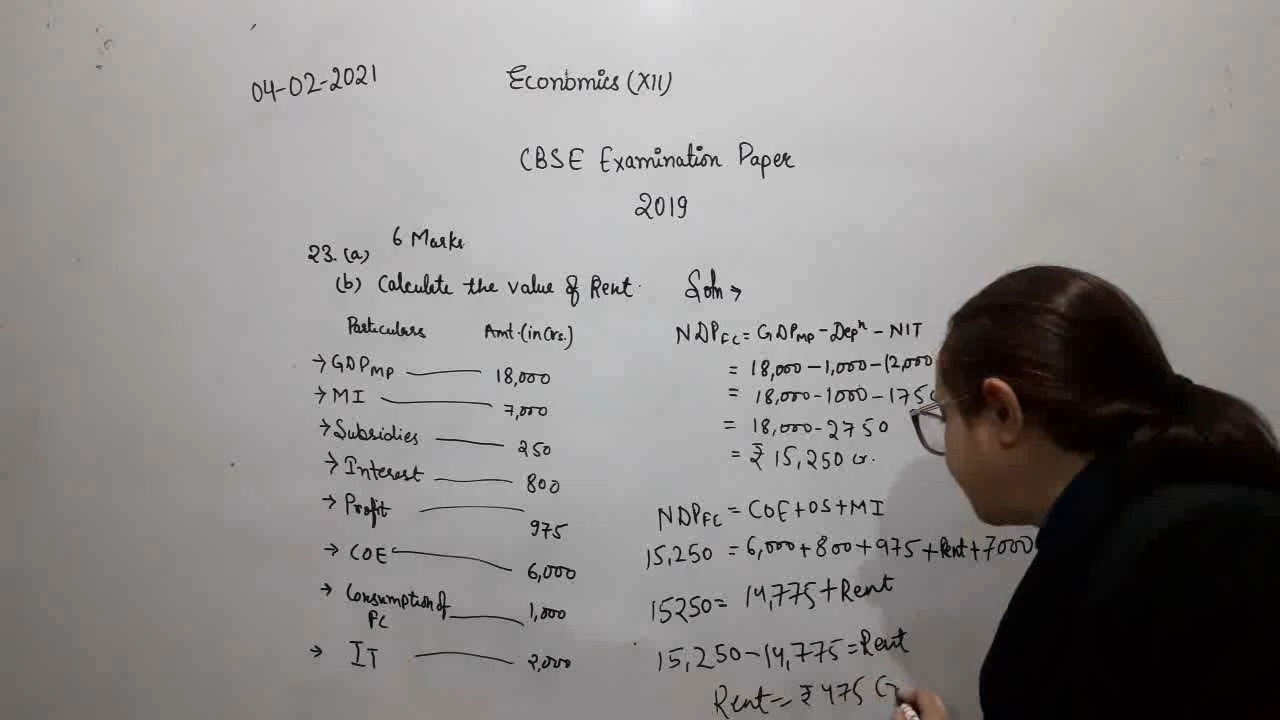 04-02-2021
Economics (XII)
CBSE Examination Paper
2019
23. (a) 6 Marks
(b) Calculate the value of Rent.
Particulars Amt. (in Crs.)
→ GDPMP 18,000
→ MI 7,000
→ Subsidies 250
→ Interest 800
→ Profit 975
→ COE 6,000
→ Consumption of 1,000
FC
→ IT 2,000
Soln →
NDPFC = GDPMP - Depn - NIT
= 18,000 - 1,000 - (2,000
= 18,000 - 1000 - 1750
= 18,000 - 2750
= ₹ 15,250 cr.
NDPFC = COE + OS + MI
15,250 = 6,000 + 800 + 975 + Rent + 7000
15250 = 14,775 + Rent
15,250 - 14,775 = Rent
Rent = ₹ 475 C